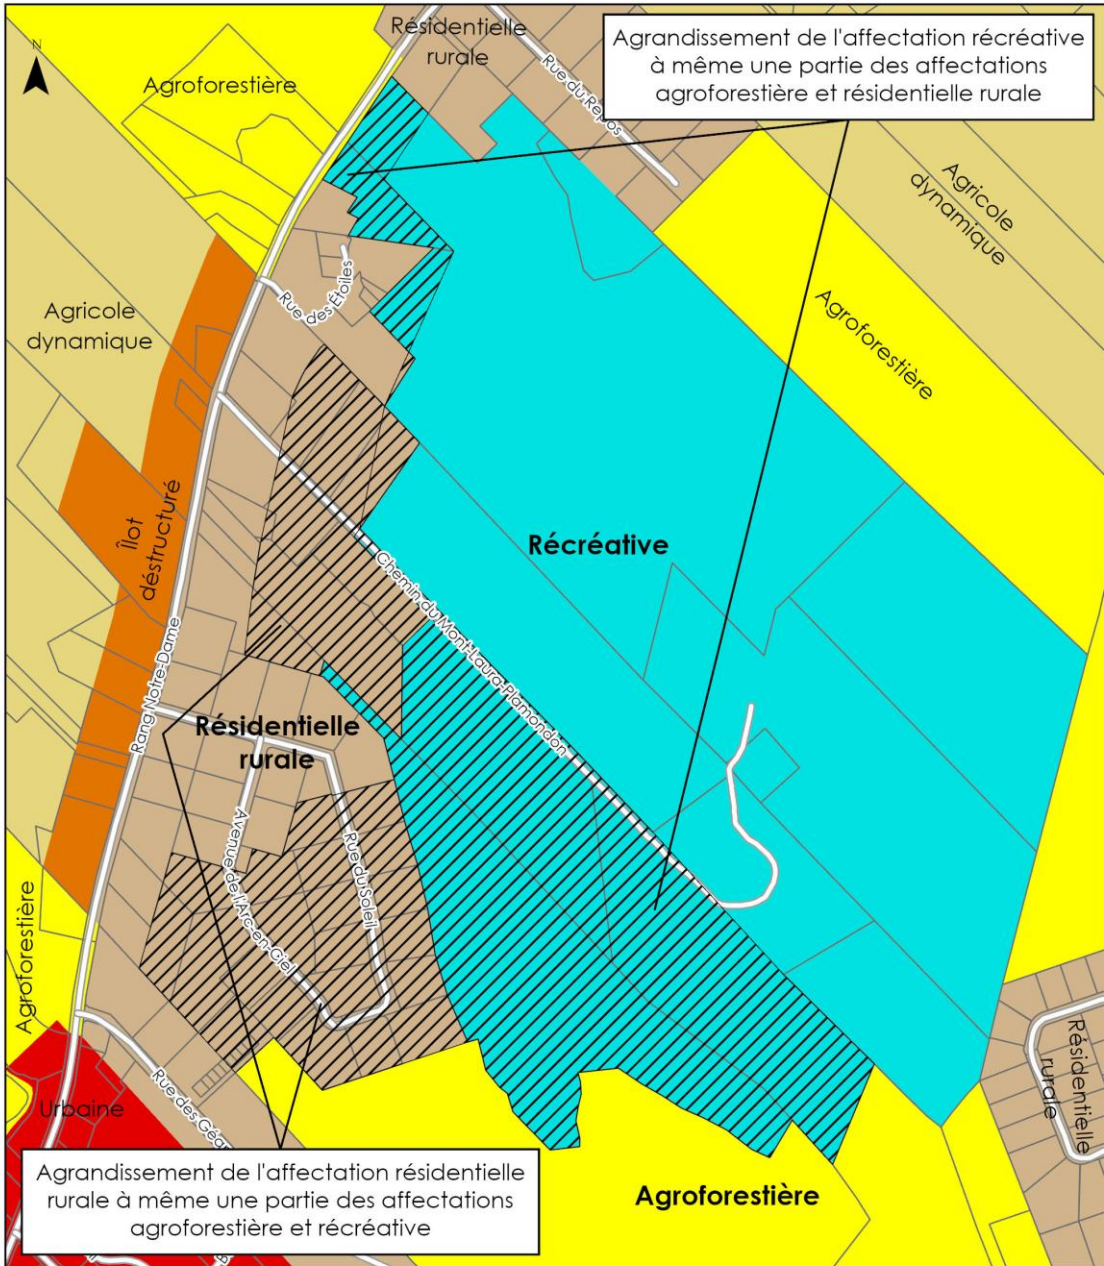 N
Résidentielle
rurale
Agrandissement de l'affectation récréative
à même une partie des affectations
agroforestière et résidentielle rurale
Rue du Repos
Agroforestière
Agricole
dynamique
Rue des Étoiles
Agricole
dynamique
Agroforestière
Îlot
déstructuré
Récréative
Chemin du Mont-Laura-Plamondon
Rang Notre-Dame
Résidentielle
rurale
Avenue de l'Arc-en-Ciel
Rue du Soleil
Agroforestière
Résidentielle
rurale
Rue des Géan
Urbaine
Agrandissement de l'affectation résidentielle
rurale à même une partie des affectations
agroforestière et récréative
Agroforestière